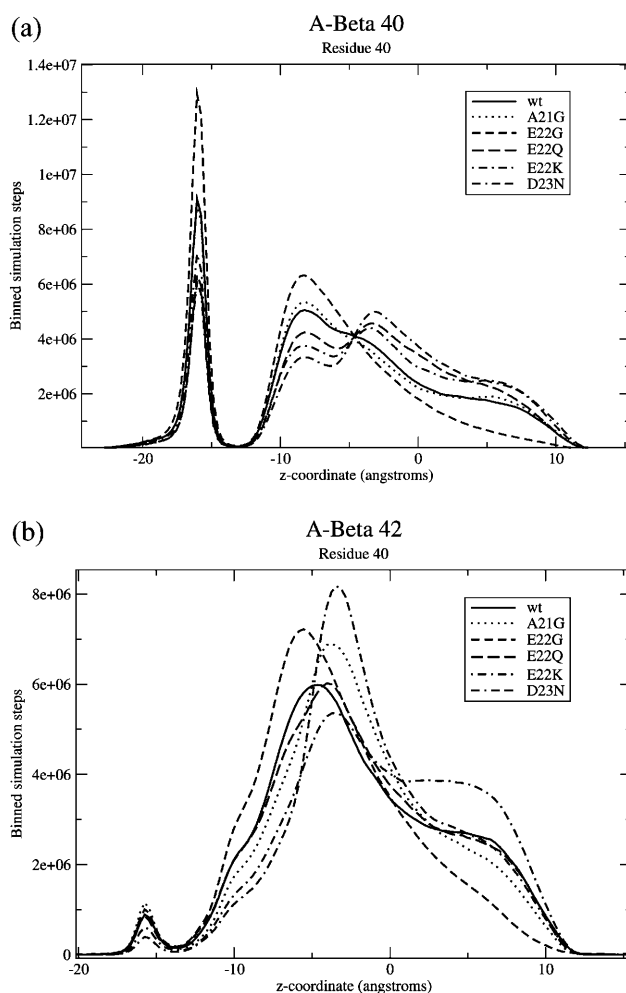 (a)
A-Beta 40
Residue 40
1.4e+07
1.2e+07
1e+07
8e+06
6e+06
4e+06
2e+06
Binned simulation steps
wt
A21G
E22G
E22Q
E22K
D23N
-20
-10
0
10
z-coordinate (angstroms)
(b)
A-Beta 42
Residue 40
8e+06
6e+06
4e+06
2e+06
0
Binned simulation steps
wt
A21G
E22G
E22Q
E22K
D23N
-20
-10
0
10
z-coordinate (angstroms)